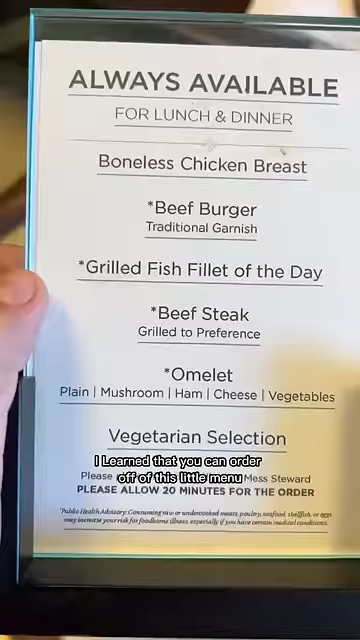 ALWAYS AVAILABLE
FOR LUNCH & DINNER
Boneless Chicken Breast
*Beef Burger
Traditional Garnish
*Grilled Fish Fillet of the Day
*Beef Steak
Grilled to Preference
*Omelet
Plain | Mushroom | Ham | Cheese | Vegetables
Vegetarian Selection
I Learned that you can order
off of this little menu
Please Mess Steward
PLEASE ALLOW 20 MINUTES FOR THE ORDER
*Public Health Advisory: Consuming raw or undercooked meats, poultry, seafood, shellfish, or eggs
may increase your risk for foodborne illness, especially if you have certain medical conditions.